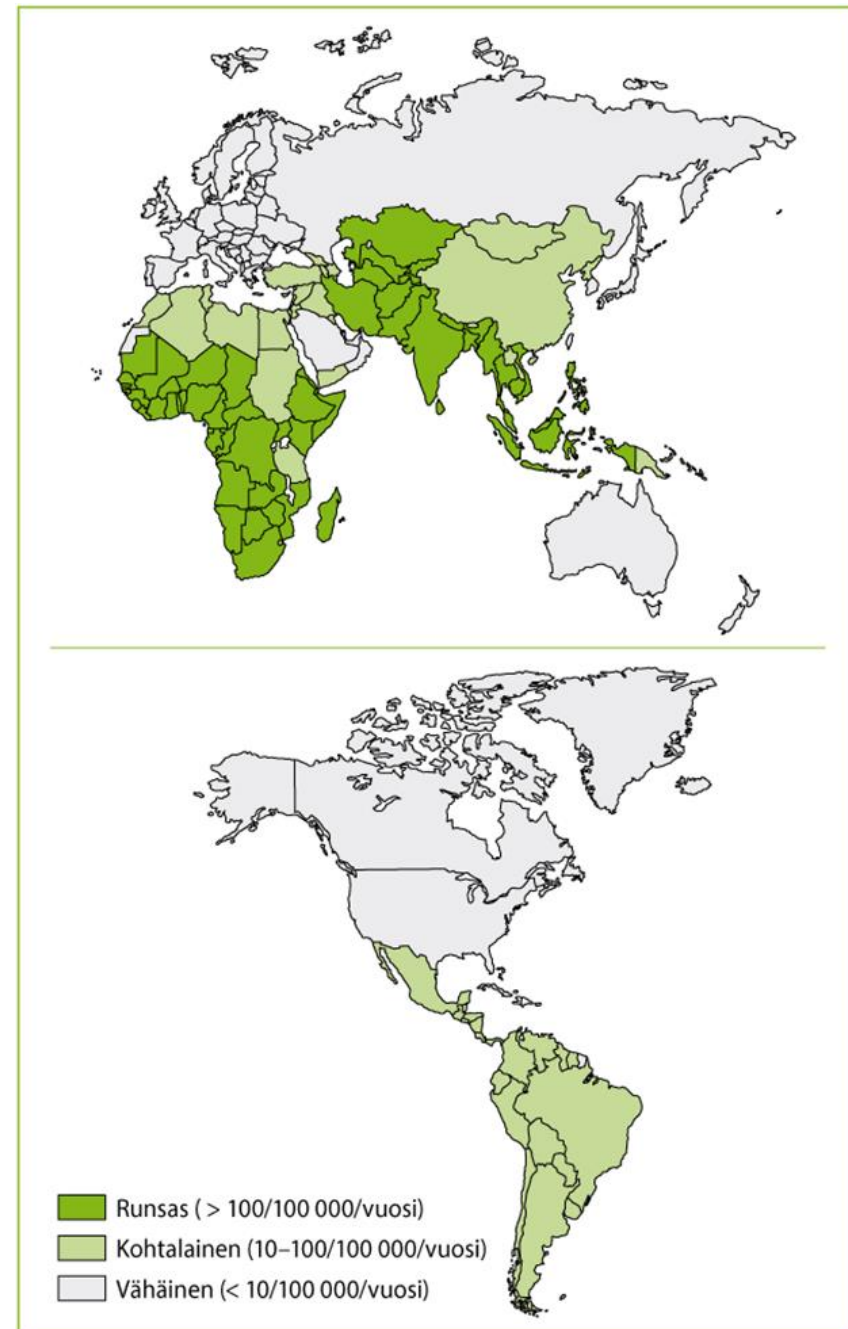 Runsas ( > 100/100 000/vuosi)
Kohtalainen (10–100/100 000/vuosi)
Vähäinen (< 10/100 000/vuosi)